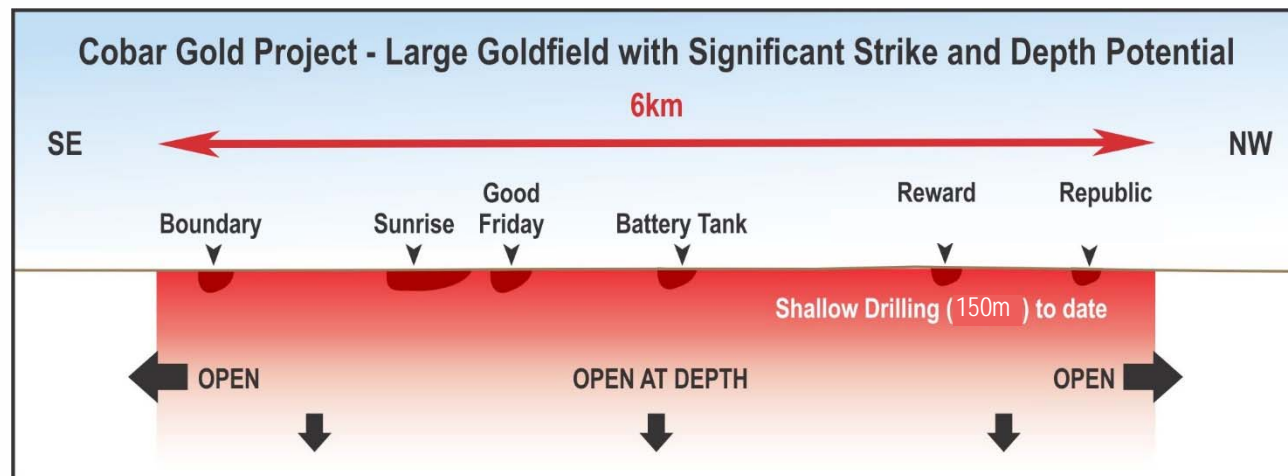 Cobar Gold Project - Large Goldfield with Significant Strike and Depth Potential
6km
SE
NW
Boundary
Sunrise
Good
Friday
Battery Tank
Reward
Republic
Shallow Drilling (150m ) to date
OPEN
OPEN AT DEPTH
OPEN